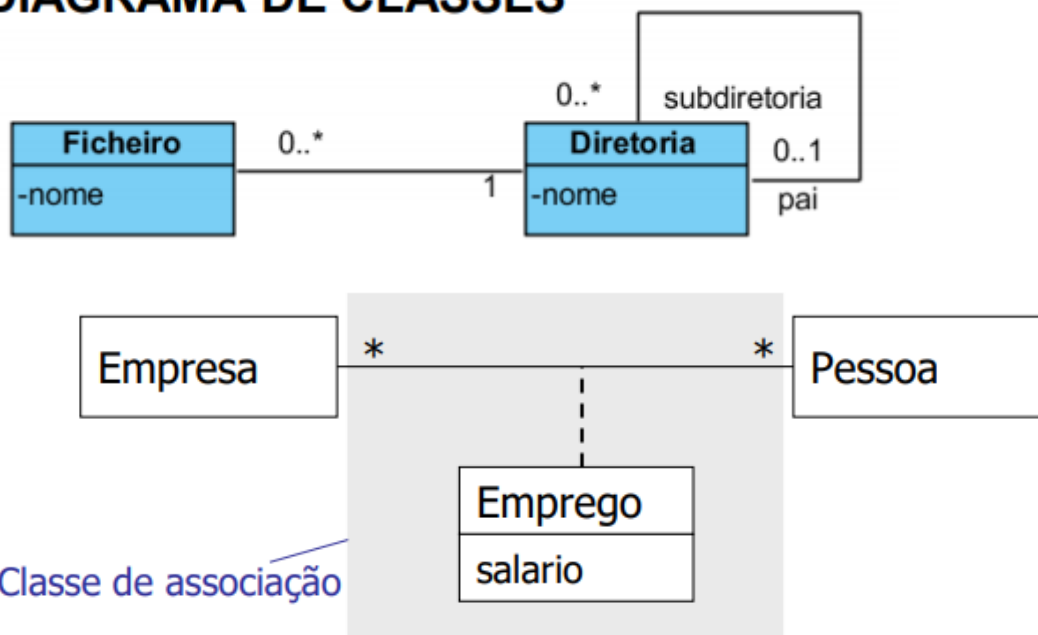 DIAGRAMA DE CLASSES
0..*
subdiretoria
Ficheiro
0..*
Diretoria
0..1
-nome
1
-nome
pai
Empresa
*
*
Pessoa
Emprego
salario
Classe de associação